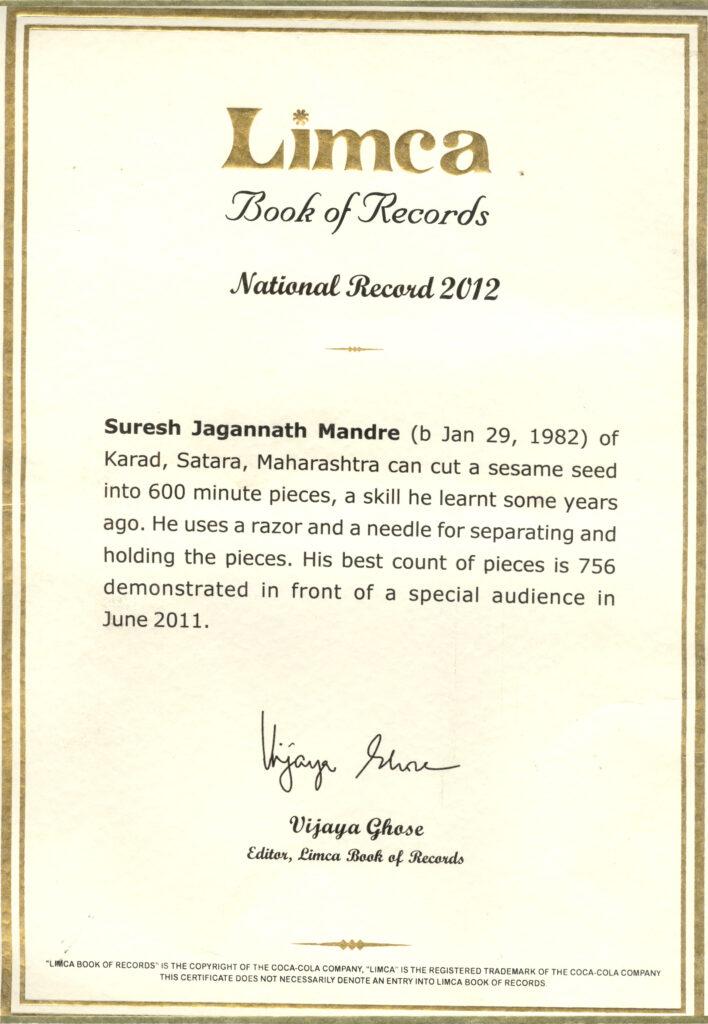 Limca
Book of Records
National Record 2012
Suresh Jagannath Mandre (b Jan 29, 1982) of
Karad, Satara, Maharashtra can cut a sesame seed
into 600 minute pieces, a skill he learnt some years
ago. He uses a razor and a needle for separating and
holding the pieces. His best count of pieces is 756
demonstrated in front of a special audience in
June 2011.
Vijaya Ghose
Vijaya Ghose
Editor, Limca Book of Records
"LIMCA BOOK OF RECORDS" IS THE COPYRIGHT OF THE COCA-COLA COMPANY, "LIMCA" IS THE REGISTERED TRADEMARK OF THE COCA-COLA COMPANY
THIS CERTIFICATE DOES NOT NECESSARILY DENOTE AN ENTRY INTO LIMCA BOOK OF RECORDS